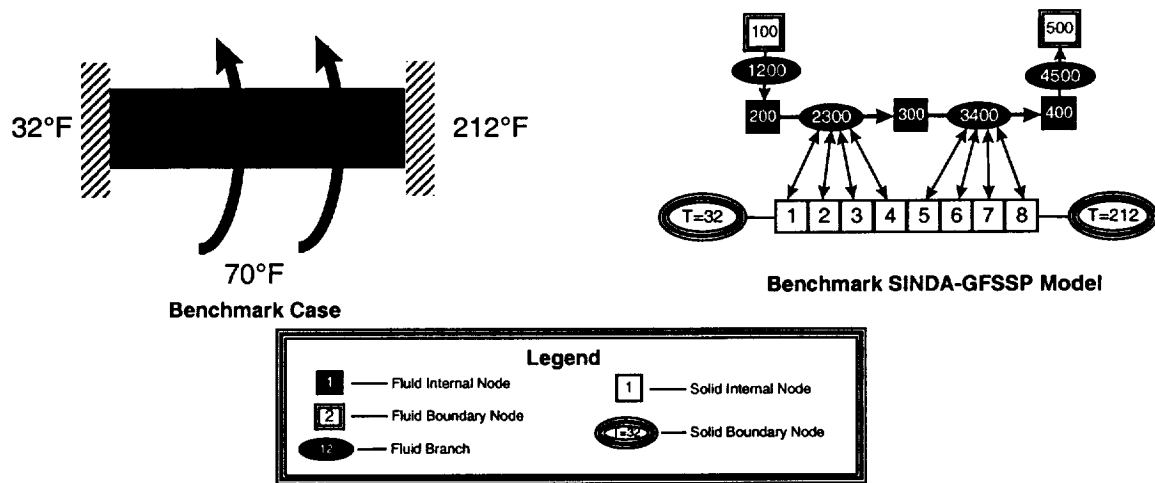 32°F
212°F
70°F
Benchmark Case
100
500
1200
4500
200
2300
300
3400
400
T=32
1 2 3 4 5 6 7 8
T=212
Benchmark SINDA-GFSSP Model
Legend
1 Fluid Internal Node
2 Fluid Boundary Node
12 Fluid Branch
1 Solid Internal Node
T=32 Solid Boundary Node